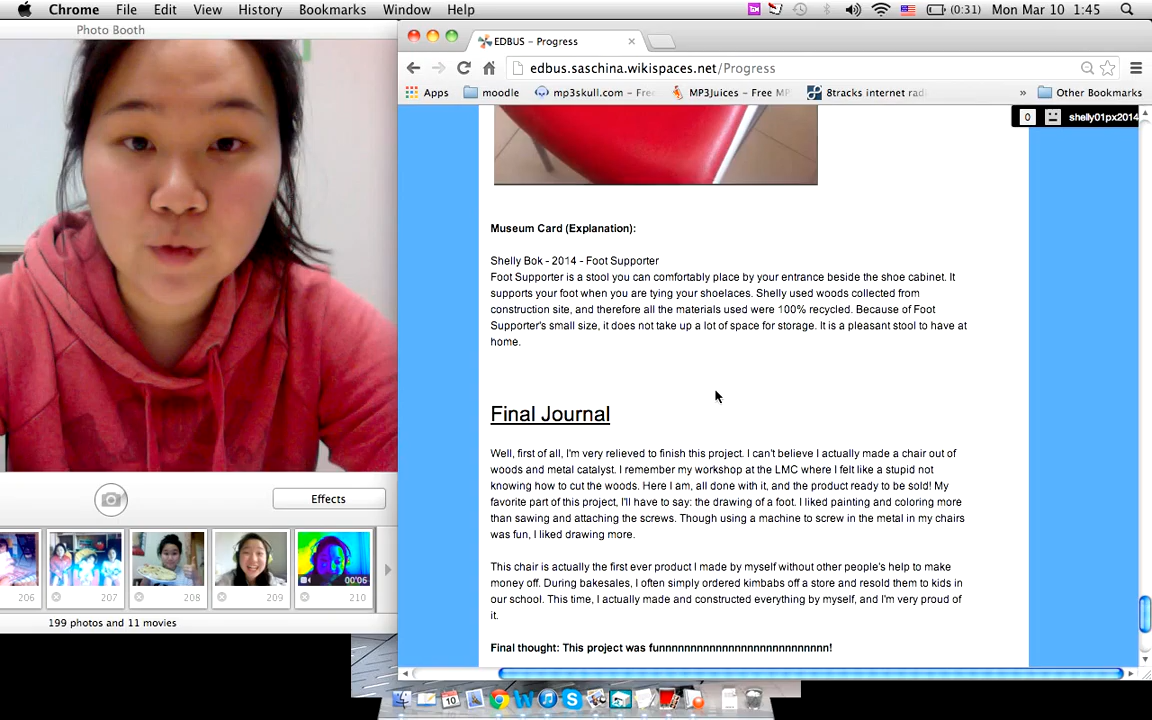 Chrome File Edit View History Bookmarks Window Help (0:31) Mon Mar 10 1:45
Photo Booth
EDBUS - Progress
edbus.saschina.wikispaces.net/Progress
Apps moodle mp3skull.com - Free MP3Juices - Free MP 8tracks internet rad » Other Bookmarks
0 shelly01px2014
Museum Card (Explanation):
Shelly Bok - 2014 - Foot Supporter
Foot Supporter is a stool you can comfortably place by your entrance beside the shoe cabinet. It
supports your foot when you are tying your shoelaces. Shelly used woods collected from
construction site, and therefore all the materials used were 100% recycled. Because of Foot
Supporter's small size, it does not take up a lot of space for storage. It is a pleasant stool to have at
home.
Final Journal
Well, first of all, I'm very relieved to finish this project. I can't believe I actually made a chair out of
woods and metal catalyst. I remember my workshop at the LMC where I felt like a stupid not
knowing how to cut the woods. Here I am, all done with it, and the product ready to be sold! My
favorite part of this project, I'll have to say: the drawing of a foot. I liked painting and coloring more
than sawing and attaching the screws. Though using a machine to screw in the metal in my chairs
was fun, I liked drawing more.
This chair is actually the first ever product I made by myself without other people's help to make
money off. During bakesales, I often simply ordered kimbabs off a store and resold them to kids in
our school. This time, I actually made and constructed everything by myself, and I'm very proud of
it.
Final thought: This project was funnnnnnnnnnnnnnnnnnnnnnnnnnn!
Effects
00:06
206 207 208 209 210
199 photos and 11 movies
10